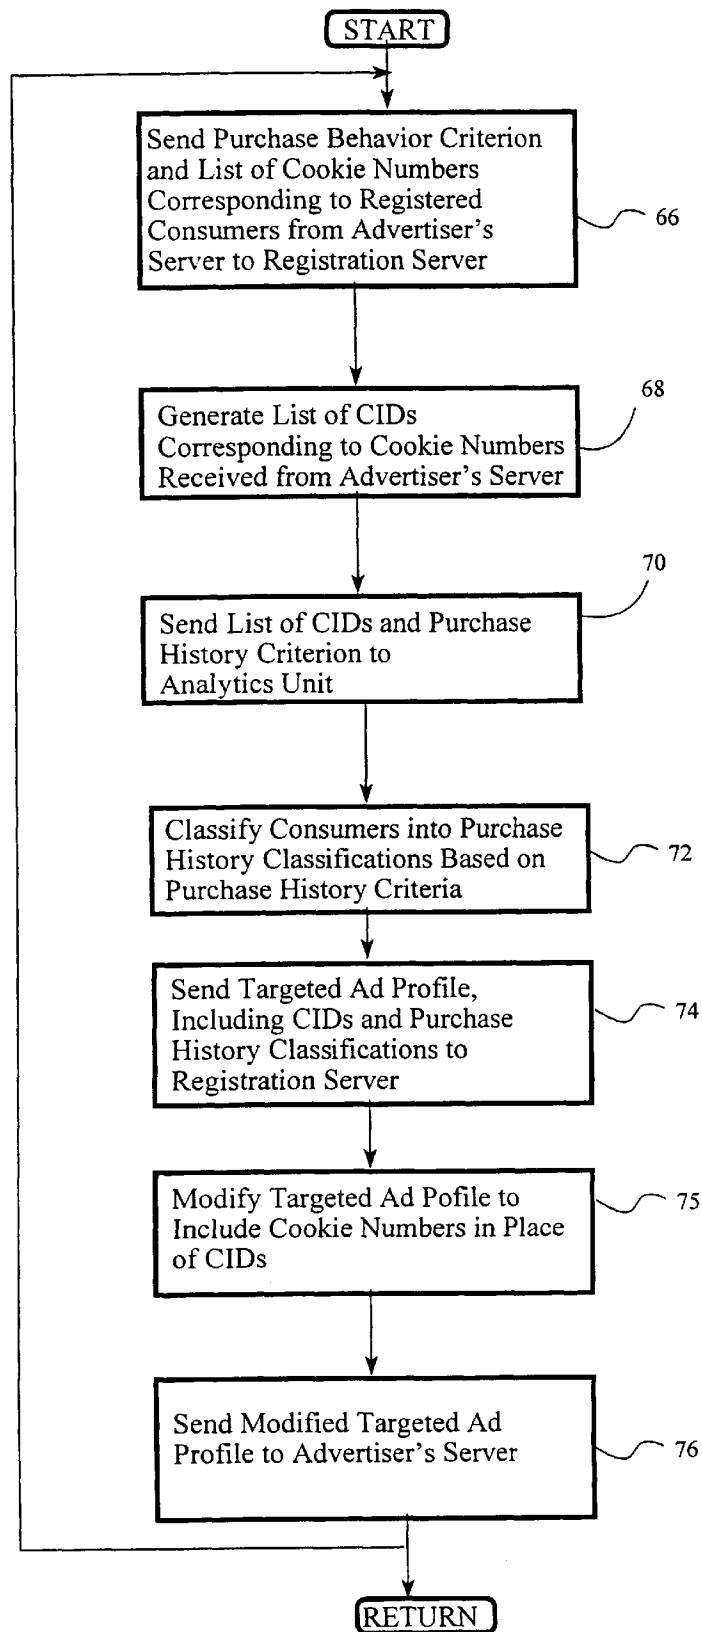 START
Send Purchase Behavior Criterion
and List of Cookie Numbers
Corresponding to Registered
Consumers from Advertiser's
Server to Registration Server
66
68
Generate List of CIDs
Corresponding to Cookie Numbers
Received from Advertiser's Server
70
Send List of CIDs and Purchase
History Criterion to
Analytics Unit
Classify Consumers into Purchase
History Classifications Based on
Purchase History Criteria
72
Send Targeted Ad Profile,
Including CIDs and Purchase
History Classifications to
Registration Server
74
Modify Targeted Ad Pofile to
Include Cookie Numbers in Place
of CIDs
75
Send Modified Targeted Ad
Profile to Advertiser's Server
76
RETURN